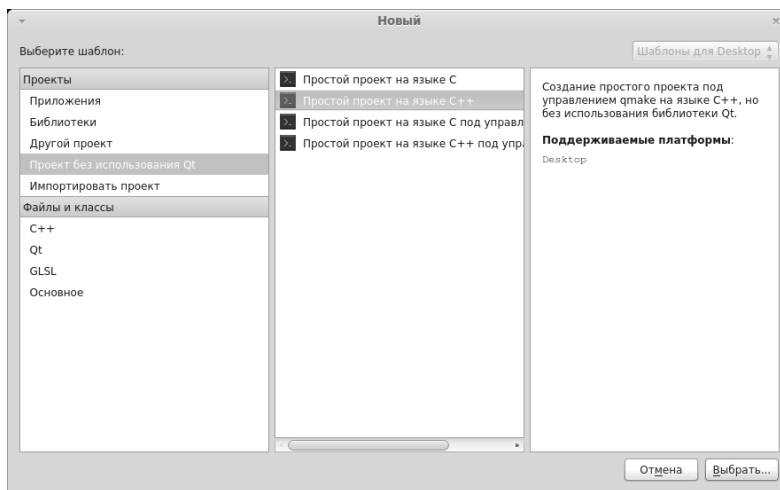 Новый
Выберите шаблон:
Шаблоны для Desktop
Проекты
Приложения
Библиотеки
Другой проект
Проект без использования Qt
Импортировать проект
Файлы и классы
C++
Qt
GLSL
Основное
Простой проект на языке C
Простой проект на языке C++
Простой проект на языке C под управл
Простой проект на языке C++ под упра
Создание простого проекта под
управлением qmake на языке C++, но
без использования библиотеки Qt.
Поддерживаемые платформы:
Desktop
Отмена
Выбрать...